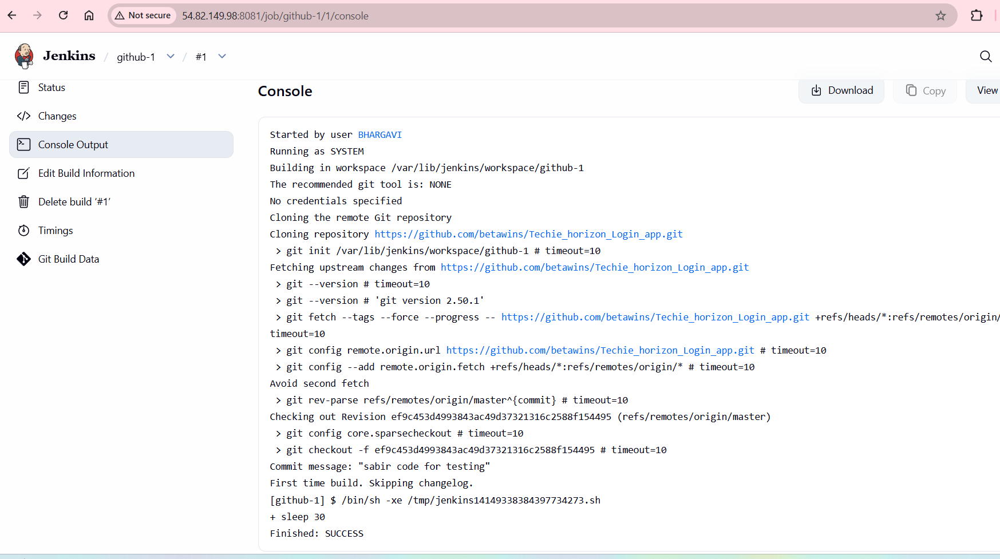 Not secure 54.82.149.98:8081/job/github-1/1/console
Jenkins / github-1 / #1
Status
Changes
Console Output
Edit Build Information
Delete build ‘#1’
Timings
Git Build Data
Console
Download
Copy
View
Started by user BHARGAVI
Running as SYSTEM
Building in workspace /var/lib/jenkins/workspace/github-1
The recommended git tool is: NONE
No credentials specified
Cloning the remote Git repository
Cloning repository https://github.com/betawins/Techie_horizon_Login_app.git
> git init /var/lib/jenkins/workspace/github-1 # timeout=10
Fetching upstream changes from https://github.com/betawins/Techie_horizon_Login_app.git
> git --version # timeout=10
> git --version # 'git version 2.50.1'
> git fetch --tags --force --progress -- https://github.com/betawins/Techie_horizon_Login_app.git +refs/heads/*:refs/remotes/origin/
timeout=10
> git config remote.origin.url https://github.com/betawins/Techie_horizon_Login_app.git # timeout=10
> git config --add remote.origin.fetch +refs/heads/*:refs/remotes/origin/* # timeout=10
Avoid second fetch
> git rev-parse refs/remotes/origin/master^{commit} # timeout=10
Checking out Revision ef9c453d4993843ac49d37321316c2588f154495 (refs/remotes/origin/master)
> git config core.sparsecheckout # timeout=10
> git checkout -f ef9c453d4993843ac49d37321316c2588f154495 # timeout=10
Commit message: "sabir code for testing"
First time build. Skipping changelog.
[github-1] $ /bin/sh -xe /tmp/jenkins14149338384397734273.sh
+ sleep 30
Finished: SUCCESS